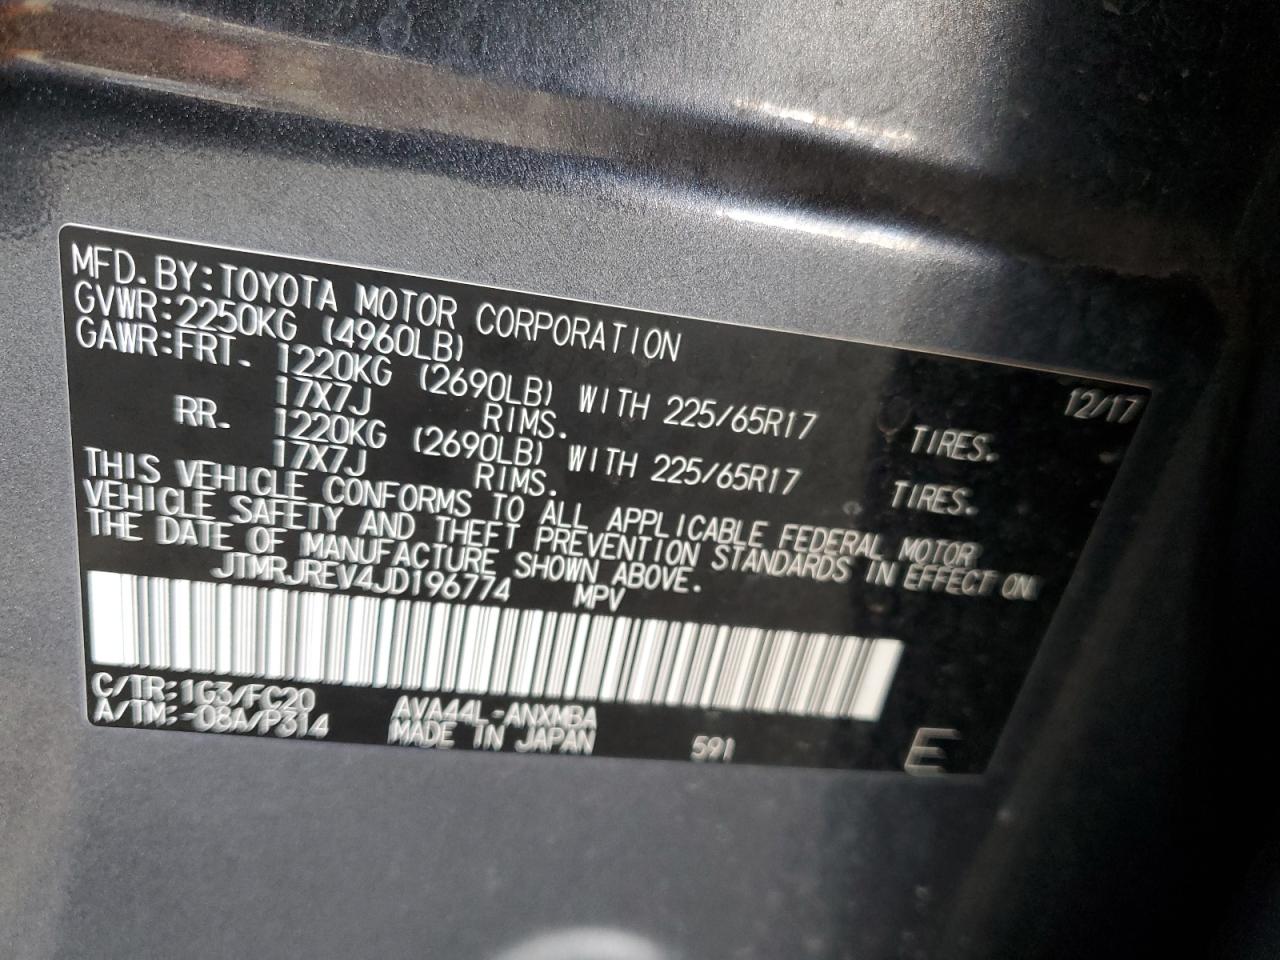 MFD. BY: TOYOTA MOTOR CORPORATION 12/17
GVWR: 2250KG (4960LB)
GAWR: FRT. 1220KG (2690LB) WITH 225/65R17 TIRES.
17X7J RIMS.
RR. 1220KG (2690LB) WITH 225/65R17 TIRES.
17X7J RIMS.
THIS VEHICLE CONFORMS TO ALL APPLICABLE FEDERAL MOTOR
VEHICLE SAFETY AND THEFT PREVENTION STANDARDS IN EFFECT ON
THE DATE OF MANUFACTURE SHOWN ABOVE.
JTMRJREV4JD196774 MPV
C/TR: 1G3/FC20 AVA44L-ANXMBA
A/TM: -08A/P314 MADE IN JAPAN 591 E